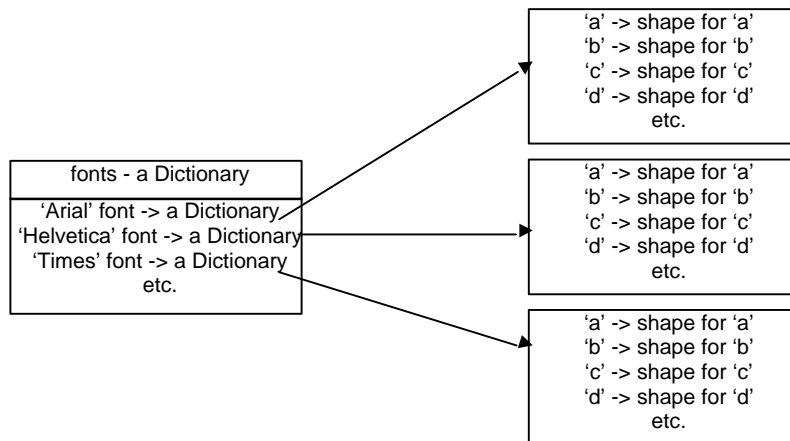 fonts - a Dictionary
‘Arial’ font -> a Dictionary
‘Helvetica’ font -> a Dictionary
‘Times’ font -> a Dictionary
etc.
‘a’ -> shape for ‘a’
‘b’ -> shape for ‘b’
‘c’ -> shape for ‘c’
‘d’ -> shape for ‘d’
etc.
‘a’ -> shape for ‘a’
‘b’ -> shape for ‘b’
‘c’ -> shape for ‘c’
‘d’ -> shape for ‘d’
etc.
‘a’ -> shape for ‘a’
‘b’ -> shape for ‘b’
‘c’ -> shape for ‘c’
‘d’ -> shape for ‘d’
etc.